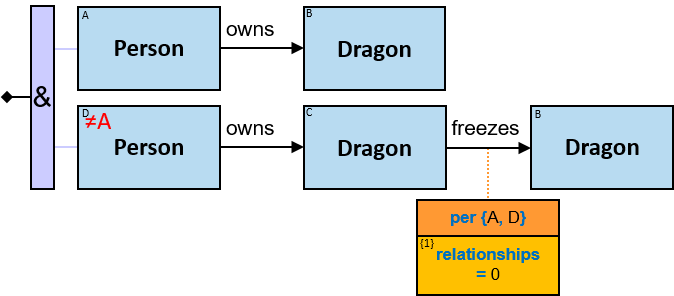 A
Person
owns
B
Dragon
&
D
≠A
Person
owns
C
Dragon
freezes
B
Dragon
per {A, D}
{1}
relationships
= 0